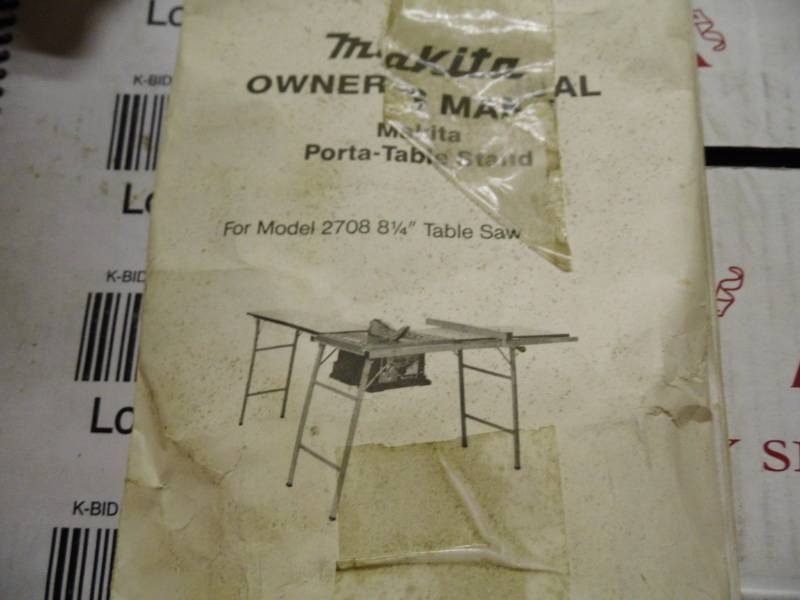 Lo
K-BID
Lo
K-BID
Lo
K-BID
Makita
OWNER'S MANUAL
Makita
Porta-Table Stand
For Model 2708 8¼" Table Saw